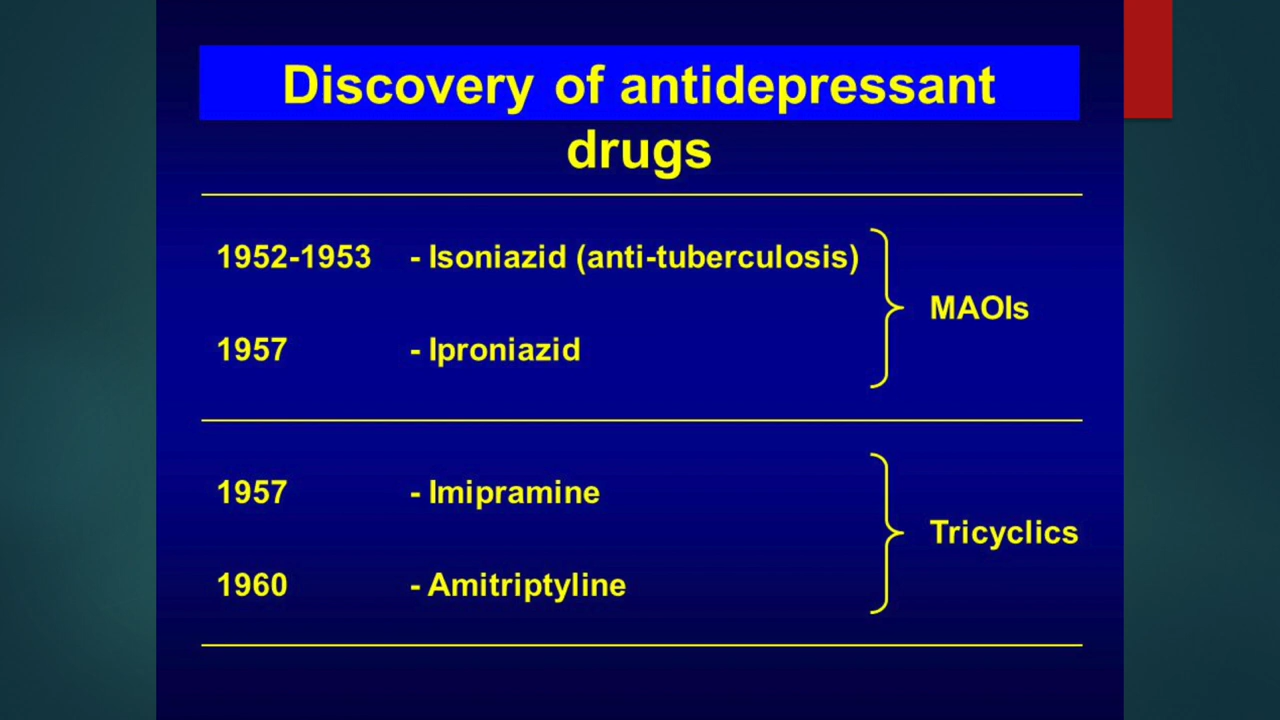 Discovery of antidepressant
drugs
1952-1953 - Isoniazid (anti-tuberculosis)
MAOIs
1957 - Iproniazid
1957 - Imipramine
Tricyclics
1960 - Amitriptyline